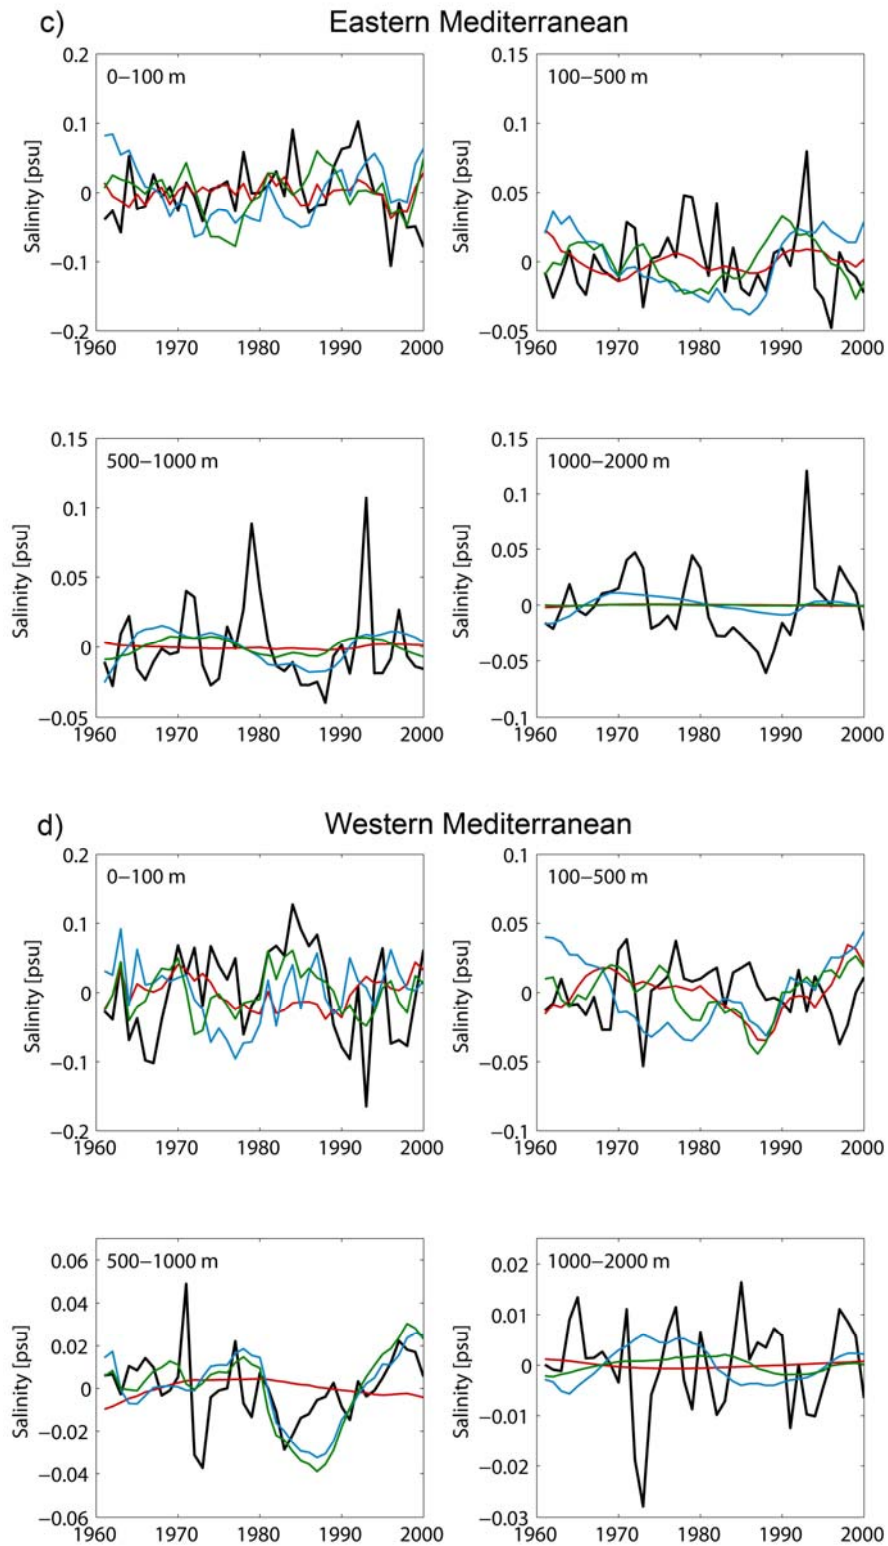 c) Eastern Mediterranean
0−100 m
Salinity [psu]
0.2
0.1
0
−0.1
−0.2
1960 1970 1980 1990 2000
100−500 m
Salinity [psu]
0.15
0.1
0.05
0
−0.05
1960 1970 1980 1990 2000
500−1000 m
Salinity [psu]
0.15
0.1
0.05
0
−0.05
1960 1970 1980 1990 2000
1000−2000 m
Salinity [psu]
0.15
0.1
0.05
0
−0.05
−0.1
1960 1970 1980 1990 2000
d) Western Mediterranean
0−100 m
Salinity [psu]
0.2
0.1
0
−0.1
−0.2
1960 1970 1980 1990 2000
100−500 m
Salinity [psu]
0.1
0.05
0
−0.05
−0.1
1960 1970 1980 1990 2000
500−1000 m
Salinity [psu]
0.06
0.04
0.02
0
−0.02
−0.04
−0.06
1960 1970 1980 1990 2000
1000−2000 m
Salinity [psu]
0.02
0.01
0
−0.01
−0.02
−0.03
1960 1970 1980 1990 2000